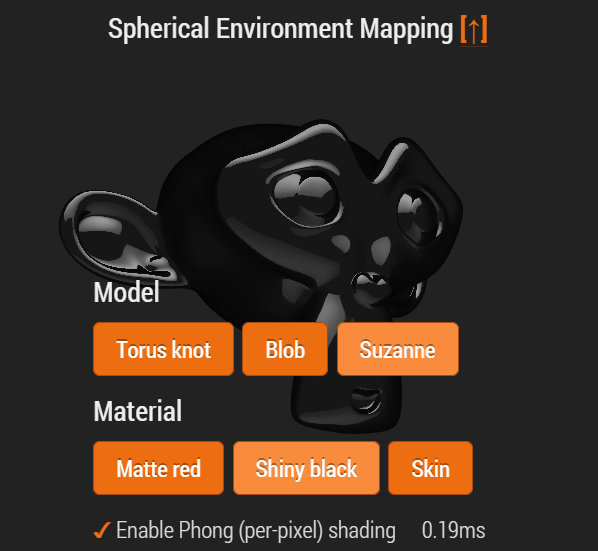 Spherical Environment Mapping [↑]
Model
Torus knot Blob Suzanne
Material
Matte red Shiny black Skin
✓ Enable Phong (per-pixel) shading 0.19ms